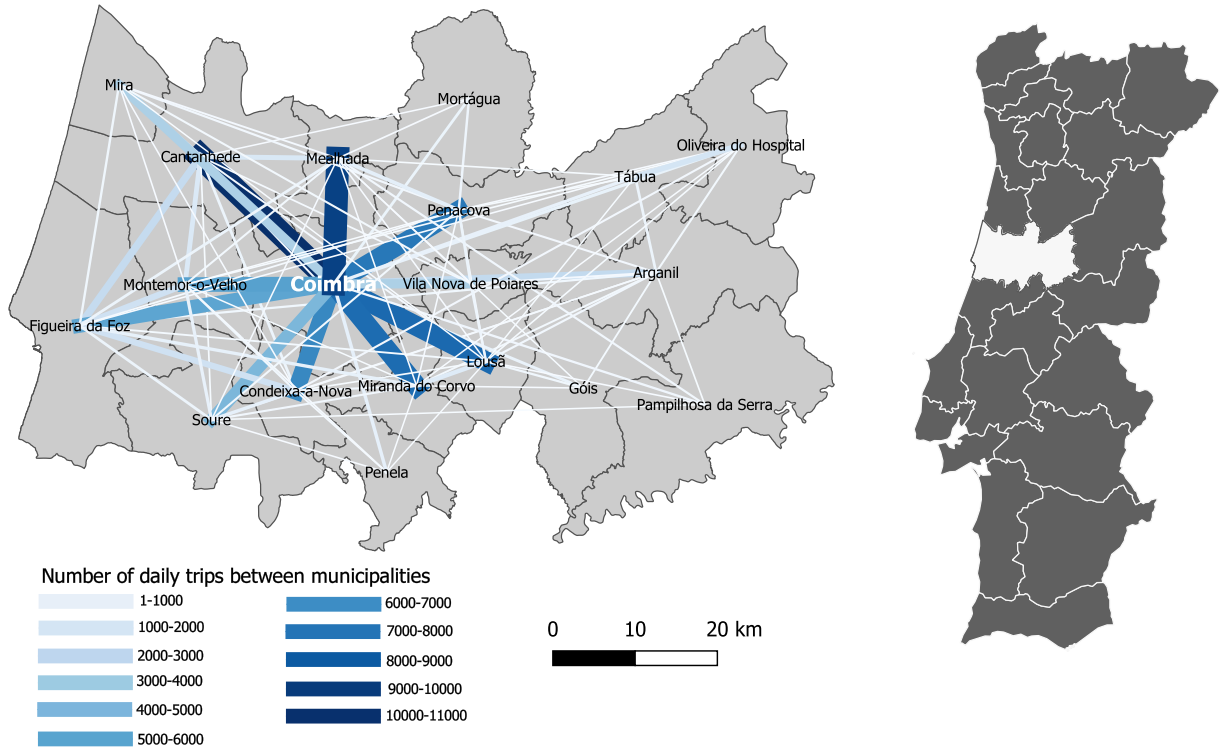 Mira
Mortágua
Oliveira do Hospital
Cantanhede
Mealhada
Tábua
Penacova
Arganil
Montemor-o-Velho
Coimbra
Vila Nova de Poiares
Figueira da Foz
Lousã
Condeixa-a-Nova
Miranda do Corvo
Góis
Pampilhosa da Serra
Soure
Penela
Number of daily trips between municipalities
1-1000
1000-2000
2000-3000
3000-4000
4000-5000
5000-6000
6000-7000
7000-8000
8000-9000
9000-10000
10000-11000
0 10 20 km